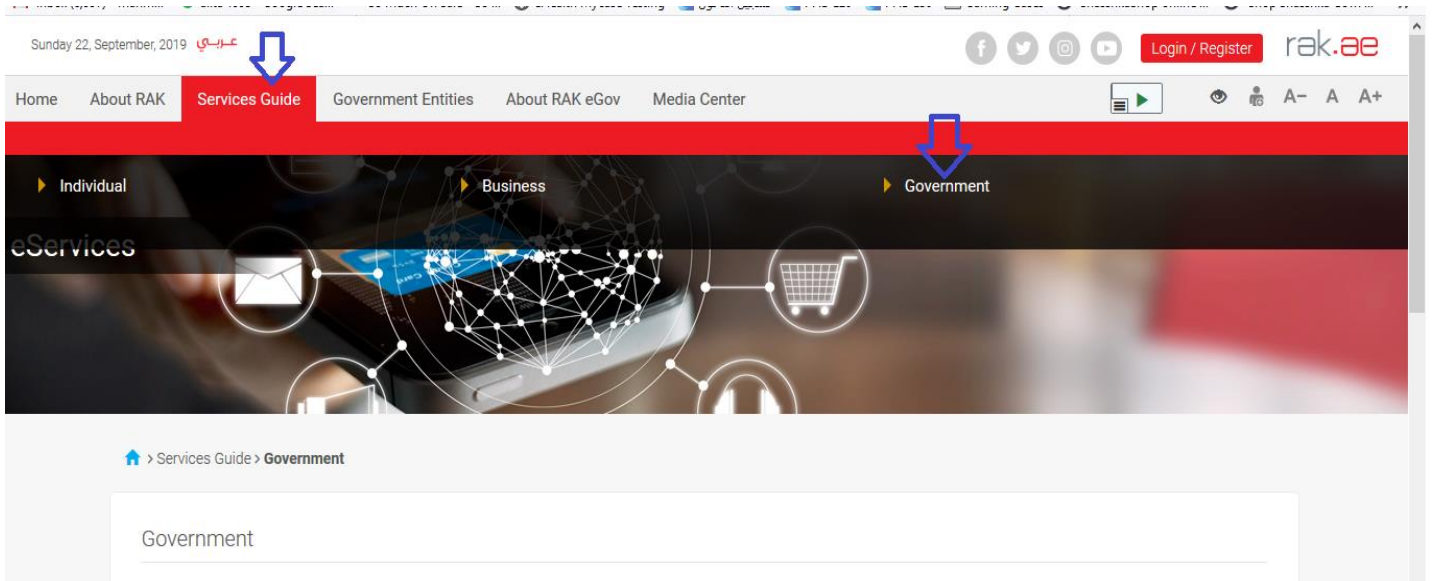 Sunday 22, September, 2019 عـربـي
Login / Register
rak.ae
Home About RAK Services Guide Government Entities About RAK eGov Media Center
A- A A+
Individual Business Government
eServices
> Services Guide > Government
Government